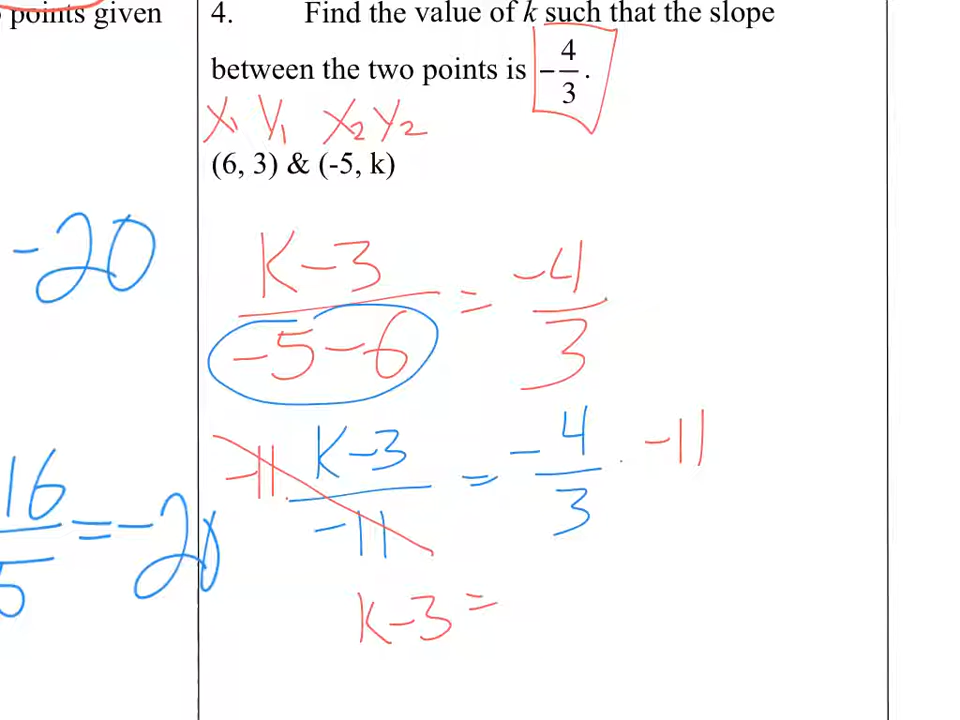 points given
-20
16
5 = -20
4. Find the value of k such that the slope
between the two points is -4/3.
X1 Y1 X2 Y2
(6, 3) & (-5, k)
K-3
-5-6 = -4
3
-11 · K-3
-11 = -4
3 · -11
K-3 =